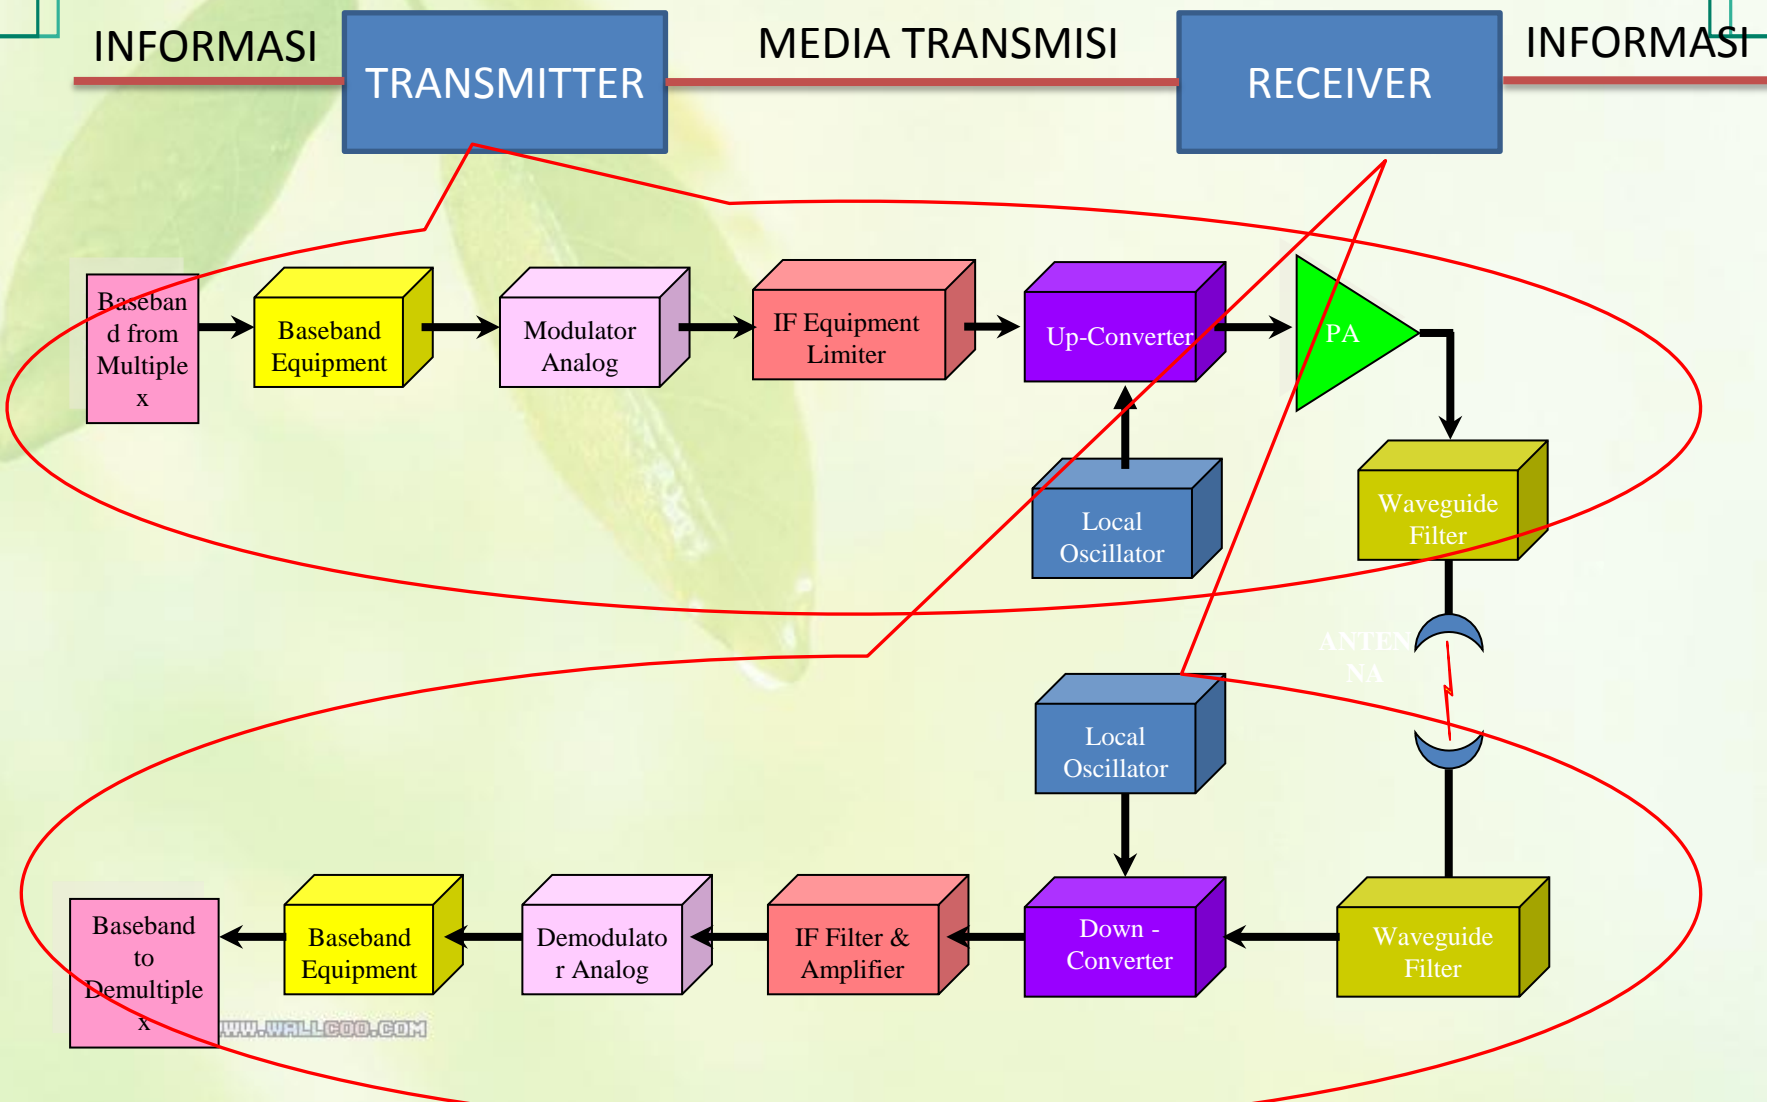 INFORMASI
TRANSMITTER
MEDIA TRANSMISI
RECEIVER
INFORMASI
Baseban
d from
Multiple
x
Baseband
Equipment
Modulator
Analog
IF Equipment
Limiter
Up-Converter
PA
Local
Oscillator
Waveguide
Filter
ANTEN
NA
Local
Oscillator
Baseband
to
Demultiple
x
Baseband
Equipment
Demodulato
r Analog
IF Filter &
Amplifier
Down -
Converter
Waveguide
Filter
WWW.WALLCOO.COM